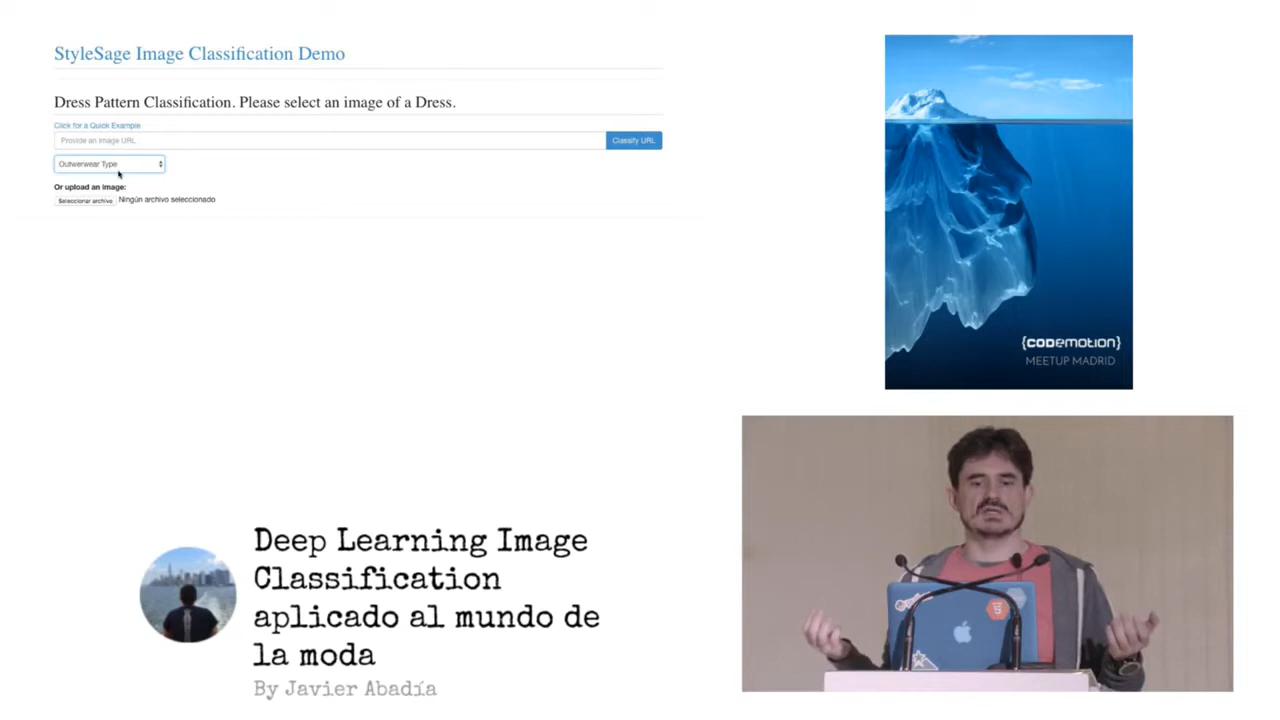 StyleSage Image Classification Demo
Dress Pattern Classification. Please select an image of a Dress.
Click for a Quick Example
Provide an image URL
Classify URL
Outwerwear Type
Or upload an image:
Seleccionar archivo Ningún archivo seleccionado
{CODEMOTION}
MEETUP MADRID
Deep Learning Image
Classification
aplicado al mundo de
la moda
By Javier Abadía